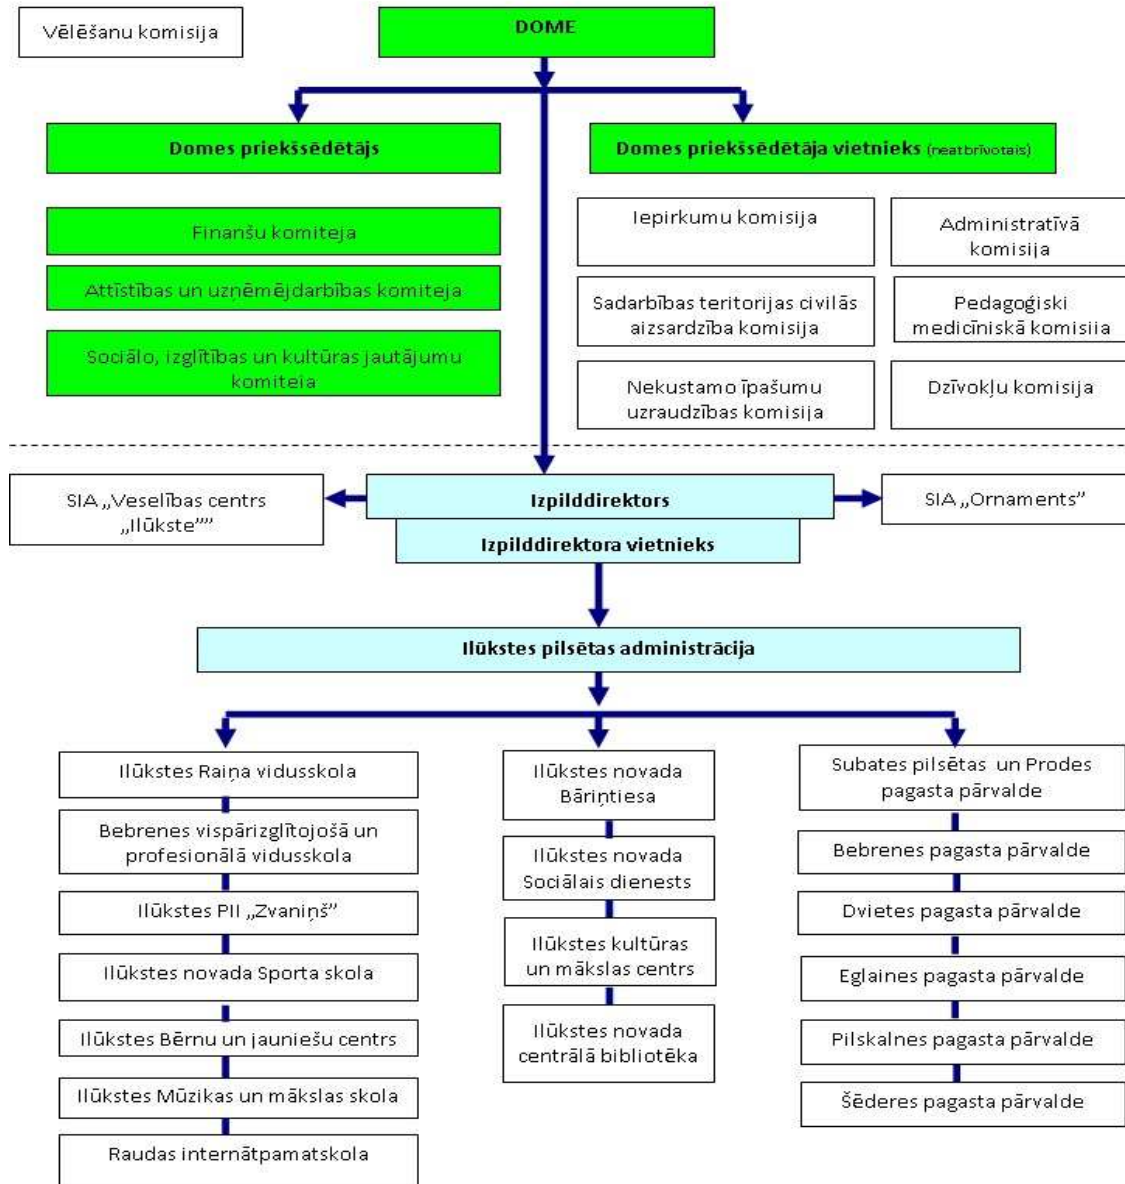 Vēlēšanu komisija
DOME
Domes priekšsēdētājs
Domes priekšsēdētāja vietnieks (neatbrīvotais)
Finanšu komiteja
Attīstības un uzņēmējdarbības komiteja
Sociālo, izglītības un kultūras jautājumu
komiteja
Iepirkumu komisija
Administratīvā
komisija
Sadarbības teritorijas civilās
aizsardzība komisija
Pedagoģiski
medicīniskā komisija
Nekustamo īpašumu
uzraudzības komisija
Dzīvokļu komisija
SIA „Veselības centrs
„Ilūkste””
Izpilddirektors
SIA „Ornaments”
Izpilddirektora vietnieks
Ilūkstes pilsētas administrācija
Ilūkstes Raiņa vidusskola
Bebrenes vispārizglītojošā un
profesionālā vidusskola
Ilūkstes PII „Zvaniņš”
Ilūkstes novada Sporta skola
Ilūkstes Bērnu un jauniešu centrs
Ilūkstes Mūzikas un mākslas skola
Raudas internātpamatskola
Ilūkstes novada
Bāriņtiesa
Ilūkstes novada
Sociālais dienests
Ilūkstes kultūras
un mākslas centrs
Ilūkstes novada
centrālā bibliotēka
Subates pilsētas un Prodes
pagasta pārvalde
Bebrenes pagasta pārvalde
Dvietes pagasta pārvalde
Eglaines pagasta pārvalde
Pilskalnes pagasta pārvalde
Šēderes pagasta pārvalde